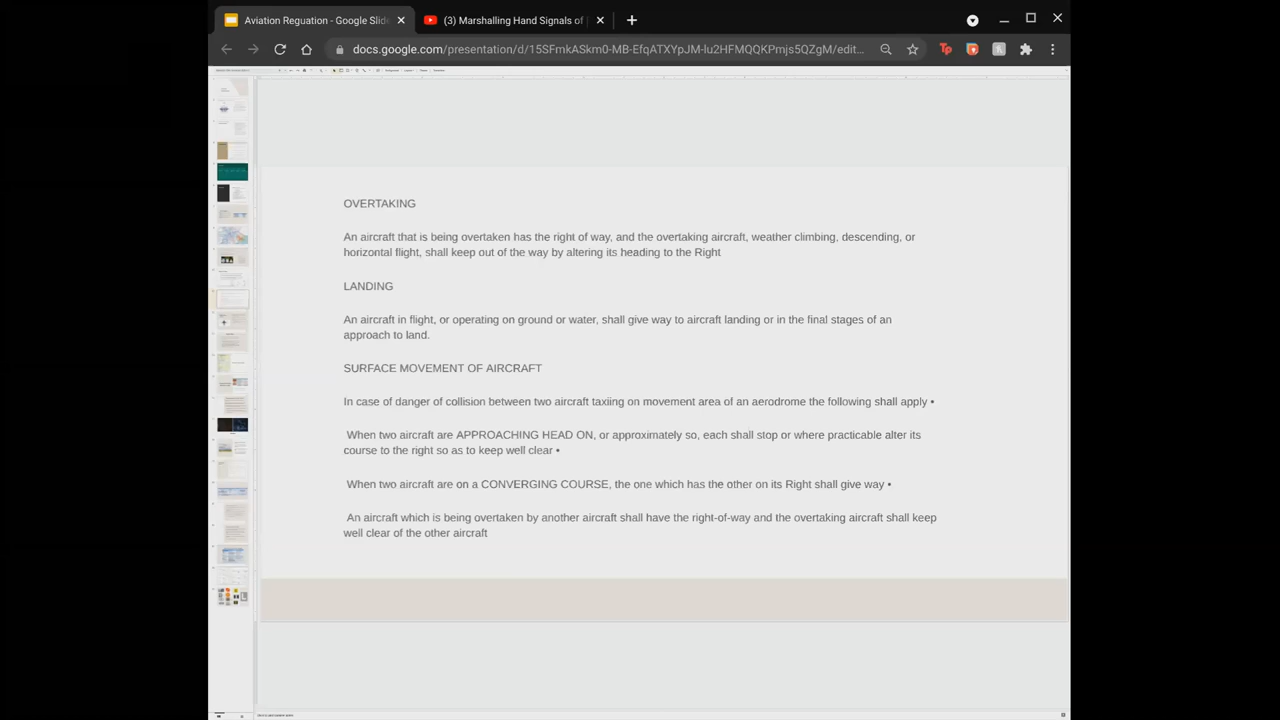 Aviation Reguation - Google Slide
(3) Marshalling Hand Signals of
docs.google.com/presentation/d/15SFmkASkm0-MB-EfqATXYpJM-lu2HFMQQKPmjs5QZgM/edit...
OVERTAKING
An aircraft that is being overtaken has the right of way, and the overtaking aircraft, weather climbing, descending, or
horizontal flight, shall keep out of the way by altering its heading to the Right
LANDING
An aircraft in flight, or operating on ground or water, shall give way to aircraft landing or in the final stages of an
approach to land.
SURFACE MOVEMENT OF AIRCRAFT
In case of danger of collision between two aircraft taxiing on movement area of an aerodrome the following shall apply •
When two aircraft are APPROACHING HEAD ON, or approximately so, each shall stop or where practicable alter its
course to the right so as to keep well clear •
When two aircraft are on a CONVERGING COURSE, the one which has the other on its Right shall give way •
An aircraft which is being overtaken by another aircraft shall have the right-of-way and the overtaking aircraft shall keep
well clear of the other aircraft